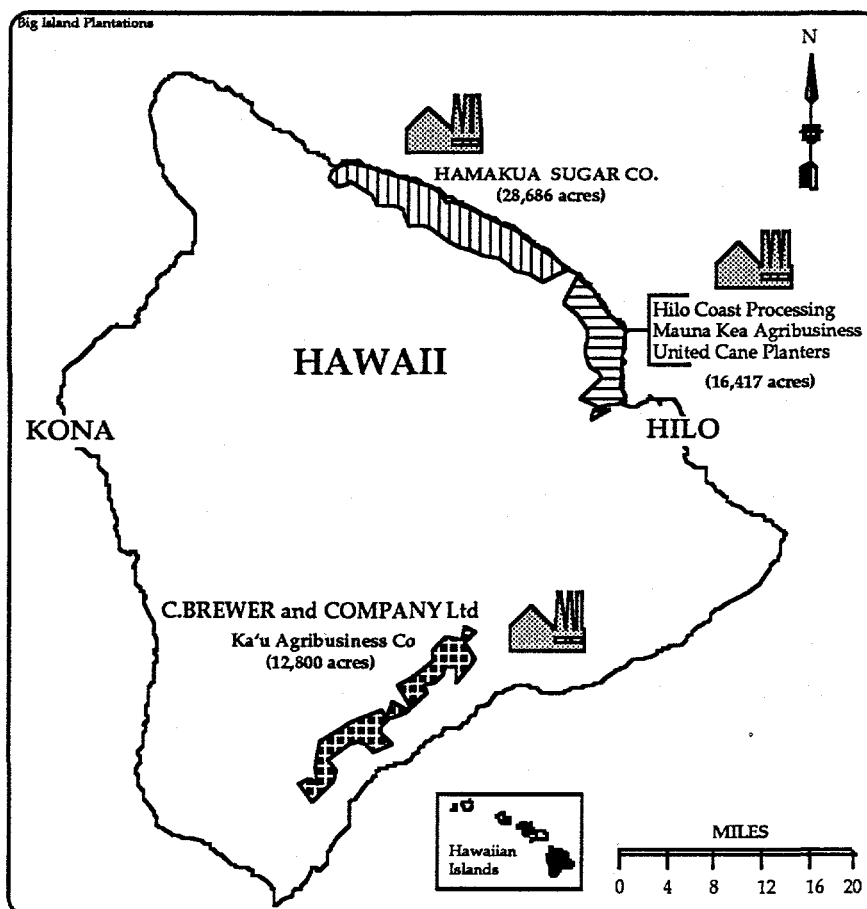 Big Island Plantations
N
HAMAKUA SUGAR CO.
(28,686 acres)
Hilo Coast Processing
Mauna Kea Agribusiness
United Cane Planters
(16,417 acres)
HAWAII
KONA
HILO
C.BREWER and COMPANY Ltd
Ka'u Agribusiness Co
(12,800 acres)
Hawaiian
Islands
MILES
0 4 8 12 16 20